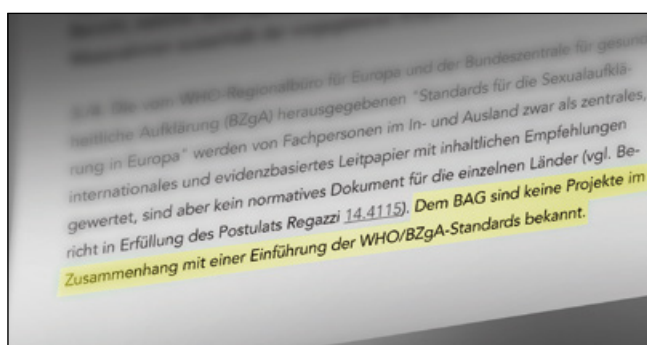 Die vom WHO-Regionalbüro für Europa und der Bundeszentrale für gesund
heitliche Aufklärung (BZgA) herausgegebenen "Standards für die Sexualaufklä-
rung in Europa" werden von Fachpersonen im In- und Ausland zwar als zentrales,
internationales und evidenzbasiertes Leitpapier mit inhaltlichen Empfehlungen
gewertet, sind aber kein normatives Dokument für die einzelnen Länder (vgl. Be-
richt in Erfüllung des Postulats Regazzi 14.4115). Dem BAG sind keine Projekte im
Zusammenhang mit einer Einführung der WHO/BZgA-Standards bekannt.